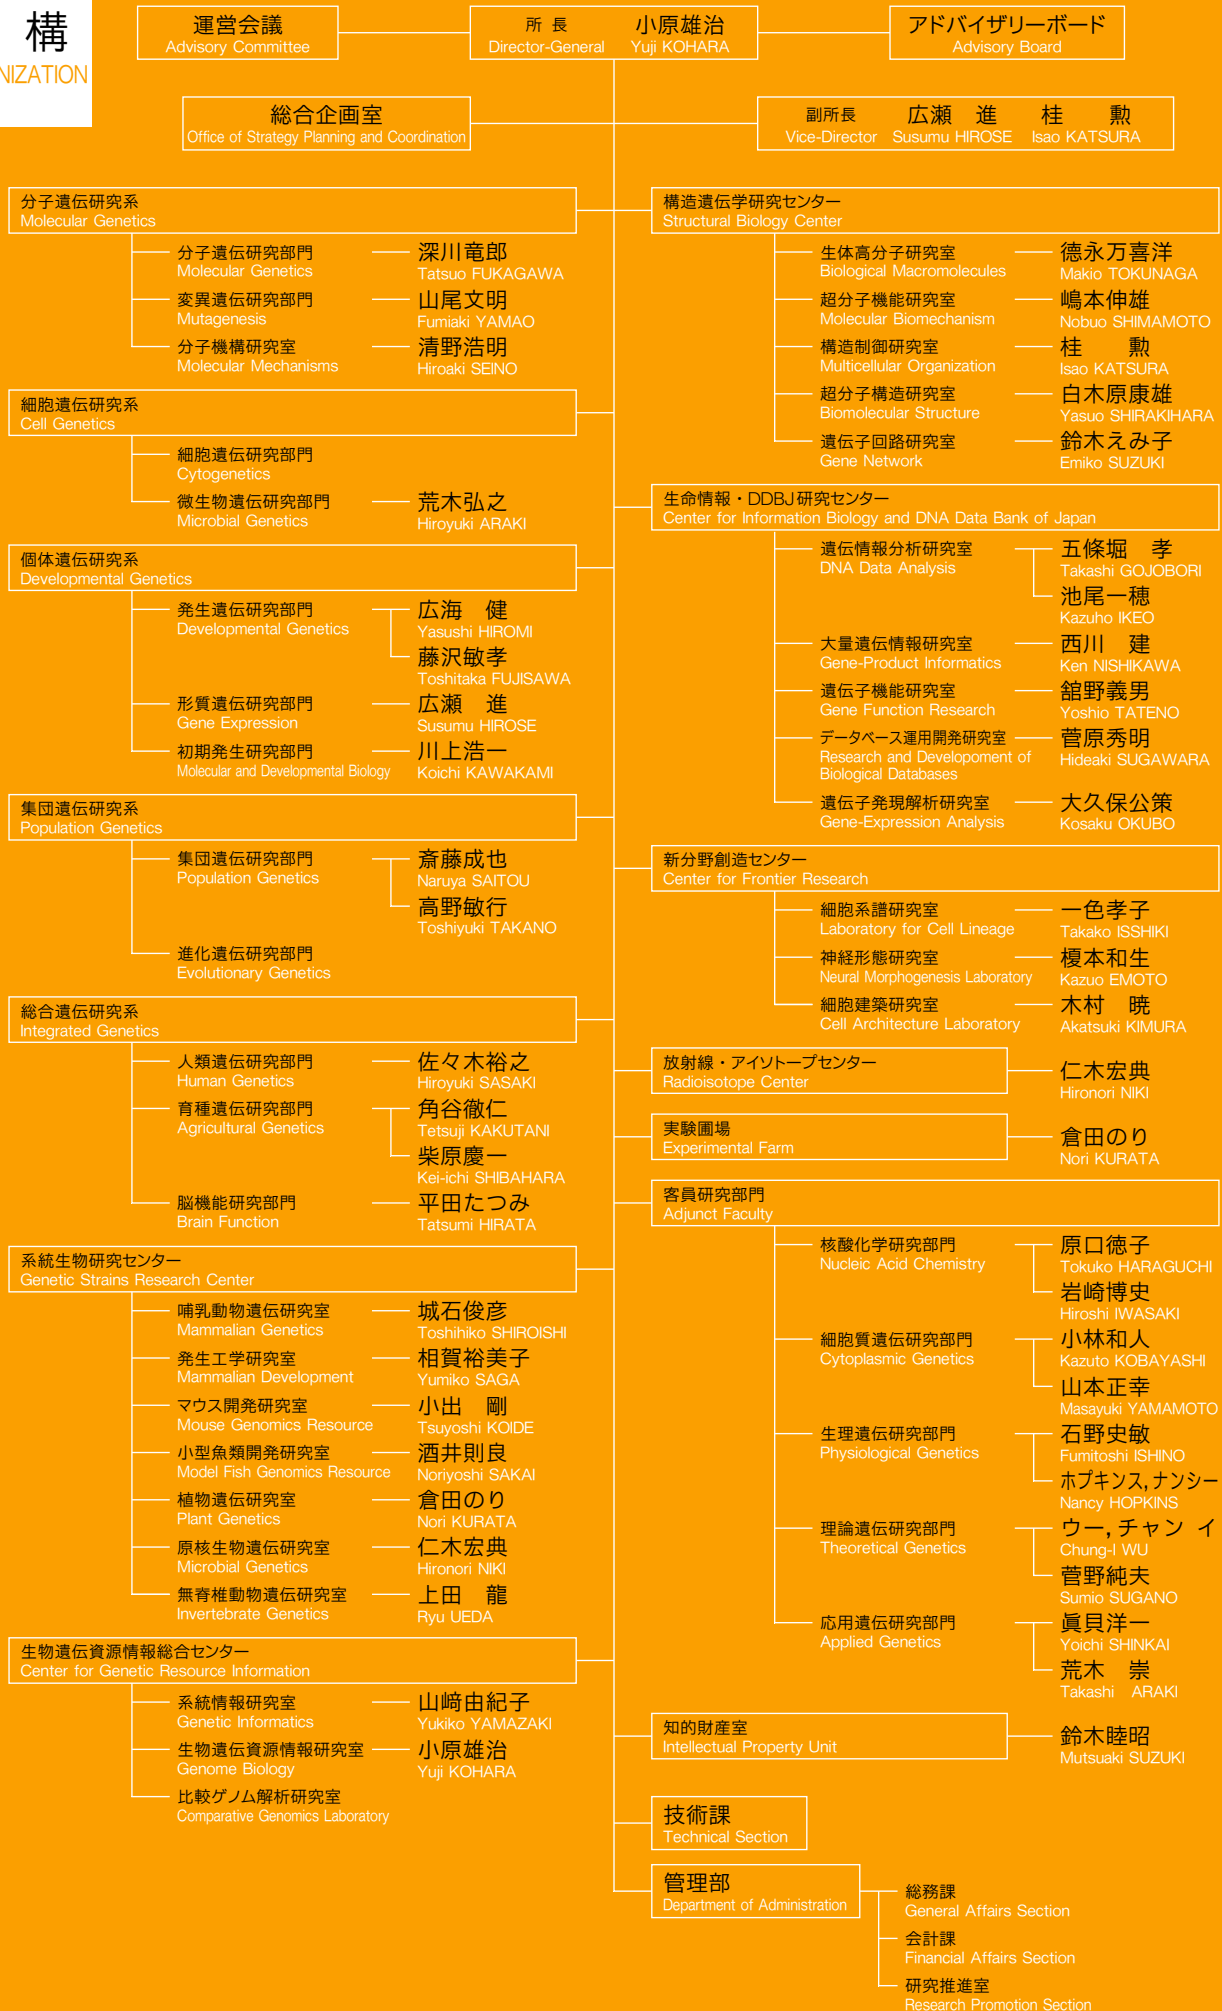 構
NIZATION
運営会議
Advisory Committee
所 長 小原雄治
Director-General Yuji KOHARA
アドバイザリーボード
Advisory Board
総合企画室
Office of Strategy Planning and Coordination
副所長 広瀬 進 桂 勲
Vice-Director Susumu HIROSE Isao KATSURA
分子遺伝研究系
Molecular Genetics
分子遺伝研究部門 深川竜郎
Molecular Genetics Tatsuo FUKAGAWA
変異遺伝研究部門 山尾文明
Mutagenesis Fumiaki YAMAO
分子機構研究室 清野浩明
Molecular Mechanisms Hiroaki SEINO
細胞遺伝研究系
Cell Genetics
細胞遺伝研究部門
Cytogenetics
微生物遺伝研究部門 荒木弘之
Microbial Genetics Hiroyuki ARAKI
個体遺伝研究系
Developmental Genetics
発生遺伝研究部門 広海 健
Developmental Genetics Yasushi HIROMI
藤沢敏孝
Toshitaka FUJISAWA
形質遺伝研究部門 広瀬 進
Gene Expression Susumu HIROSE
初期発生研究部門 川上浩一
Molecular and Developmental Biology Koichi KAWAKAMI
集団遺伝研究系
Population Genetics
集団遺伝研究部門 斎藤成也
Population Genetics Naruya SAITOU
高野敏行
Toshiyuki TAKANO
進化遺伝研究部門
Evolutionary Genetics
総合遺伝研究系
Integrated Genetics
人類遺伝研究部門 佐々木裕之
Human Genetics Hiroyuki SASAKI
育種遺伝研究部門 角谷徹仁
Agricultural Genetics Tetsuji KAKUTANI
柴原慶一
Kei-ichi SHIBAHARA
脳機能研究部門 平田たつみ
Brain Function Tatsumi HIRATA
系統生物研究センター
Genetic Strains Research Center
哺乳動物遺伝研究室 城石俊彦
Mammalian Genetics Toshihiko SHIROISHI
発生工学研究室 相賀裕美子
Mammalian Development Yumiko SAGA
マウス開発研究室 小出 剛
Mouse Genomics Resource Tsuyoshi KOIDE
小型魚類開発研究室 酒井則良
Model Fish Genomics Resource Noriyoshi SAKAI
植物遺伝研究室 倉田のり
Plant Genetics Nori KURATA
原核生物遺伝研究室 仁木宏典
Microbial Genetics Hironori NIKI
無脊椎動物遺伝研究室 上田 龍
Invertebrate Genetics Ryu UEDA
生物遺伝資源情報総合センター
Center for Genetic Resource Information
系統情報研究室 山﨑由紀子
Genetic Informatics Yukiko YAMAZAKI
生物遺伝資源情報研究室 小原雄治
Genome Biology Yuji KOHARA
比較ゲノム解析研究室
Comparative Genomics Laboratory
構造遺伝学研究センター
Structural Biology Center
生体高分子研究室 德永万喜洋
Biological Macromolecules Makio TOKUNAGA
超分子機能研究室 嶋本伸雄
Molecular Biomechanism Nobuo SHIMAMOTO
構造制御研究室 桂 勲
Multicellular Organization Isao KATSURA
超分子構造研究室 白木原康雄
Biomolecular Structure Yasuo SHIRAKIHARA
遺伝子回路研究室 鈴木えみ子
Gene Network Emiko SUZUKI
生命情報・DDBJ研究センター
Center for Information Biology and DNA Data Bank of Japan
遺伝情報分析研究室 五條堀 孝
DNA Data Analysis Takashi GOJOBORI
池尾一穂
Kazuho IKEO
大量遺伝情報研究室 西川 建
Gene-Product Informatics Ken NISHIKAWA
遺伝子機能研究室 舘野義男
Gene Function Research Yoshio TATENO
データベース運用開発研究室 菅原秀明
Research and Developoment of Hideaki SUGAWARA
Biological Databases
遺伝子発現解析研究室 大久保公策
Gene-Expression Analysis Kosaku OKUBO
新分野創造センター
Center for Frontier Research
細胞系譜研究室 一色孝子
Laboratory for Cell Lineage Takako ISSHIKI
神経形態研究室 榎本和生
Neural Morphogenesis Laboratory Kazuo EMOTO
細胞建築研究室 木村 暁
Cell Architecture Laboratory Akatsuki KIMURA
放射線・アイソトープセンター 仁木宏典
Radioisotope Center Hironori NIKI
実験圃場 倉田のり
Experimental Farm Nori KURATA
客員研究部門
Adjunct Faculty
核酸化学研究部門 原口徳子
Nucleic Acid Chemistry Tokuko HARAGUCHI
岩崎博史
Hiroshi IWASAKI
細胞質遺伝研究部門 小林和人
Cytoplasmic Genetics Kazuto KOBAYASHI
山本正幸
Masayuki YAMAMOTO
生理遺伝研究部門 石野史敏
Physiological Genetics Fumitoshi ISHINO
ホプキンス,ナンシー
Nancy HOPKINS
理論遺伝研究部門 ウー,チャン イ
Theoretical Genetics Chung-I WU
菅野純夫
Sumio SUGANO
応用遺伝研究部門 眞貝洋一
Applied Genetics Yoichi SHINKAI
荒木 崇
Takashi ARAKI
知的財産室 鈴木睦昭
Intellectual Property Unit Mutsuaki SUZUKI
技術課
Technical Section
管理部
Department of Administration
総務課
General Affairs Section
会計課
Financial Affairs Section
研究推進室
Research Promotion Section